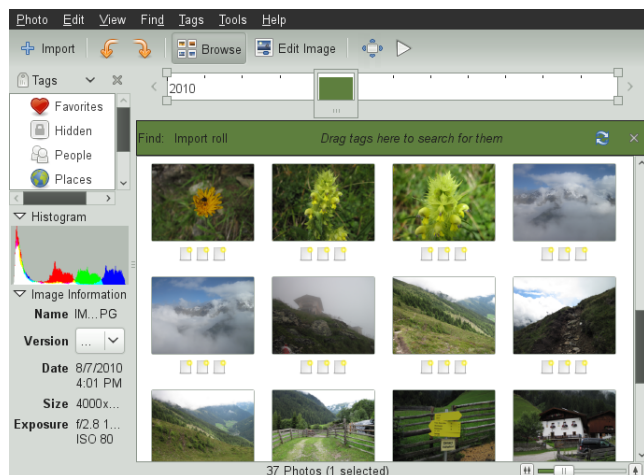 Photo Edit View Find Tags Tools Help
Import Browse Edit Image
Tags
2010
Favorites
Hidden
People
Places
Find: Import roll Drag tags here to search for them
Histogram
Image Information
Name IM...PG
Version ...
Date 8/7/2010
4:01 PM
Size 4000x...
Exposure f/2.8 1...
ISO 80
37 Photos (1 selected)